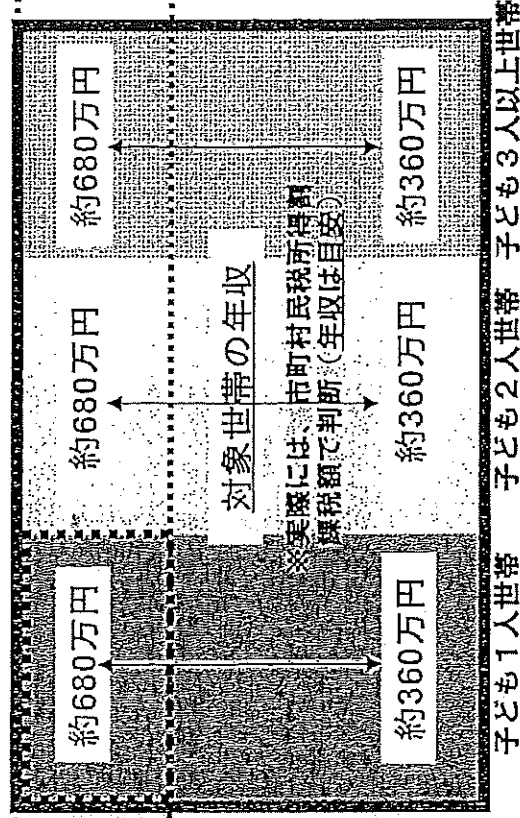 約680万円 約680万円 約680万円
対象世帯の年収
※実際には、市町村民税所得割
課税額で判断（年収は目安）
約360万円 約360万円 約360万円
子ども1人世帯 子ども2人世帯 子ども3人以上世帯